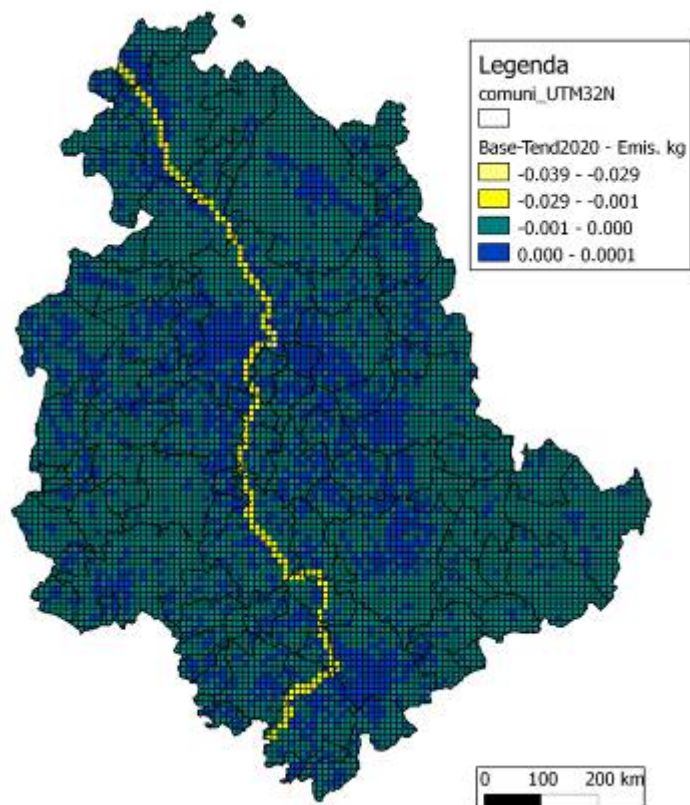 Legenda
comuni_UTM32N
Base-Tend2020 - Emis. kg
-0.039 - -0.029
-0.029 - -0.001
-0.001 - 0.000
0.000 - 0.0001
0 100 200 km